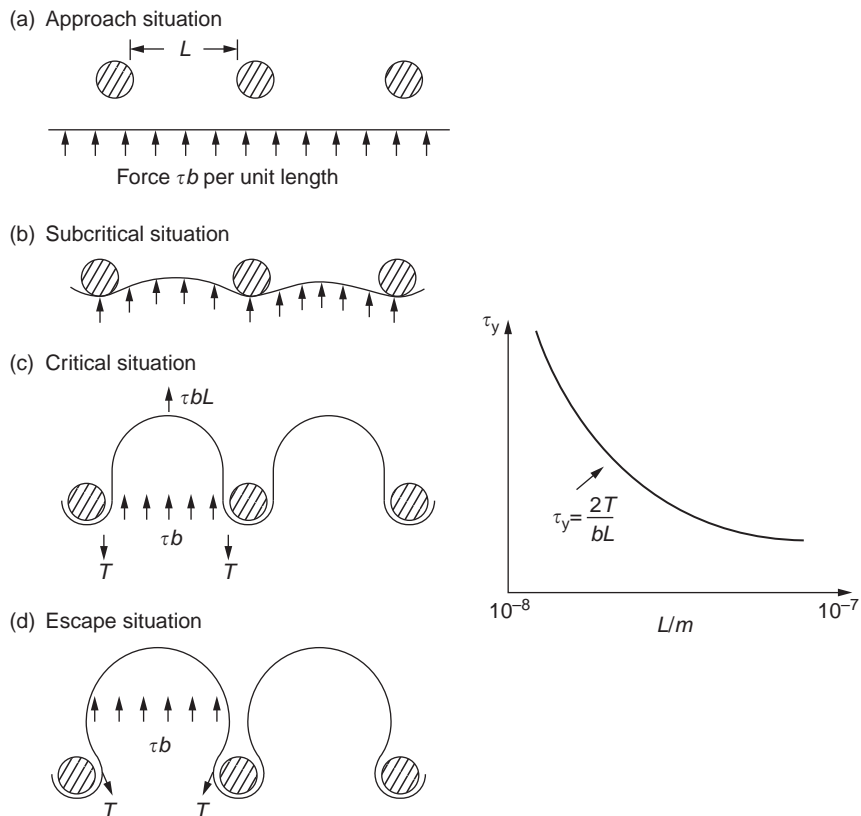 (a) Approach situation
L
Force τb per unit length
(b) Subcritical situation
(c) Critical situation
τbL
τb
T T
(d) Escape situation
τb
T T
τy
τy = 2T/bL
10⁻⁸ 10⁻⁷
L/m